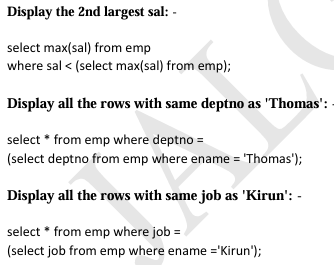 Display the 2nd largest sal: -
select max(sal) from emp
where sal < (select max(sal) from emp);
Display all the rows with same deptno as 'Thomas': -
select * from emp where deptno =
(select deptno from emp where ename = 'Thomas');
Display all the rows with same job as 'Kirun': -
select * from emp where job =
(select job from emp where ename ='Kirun');